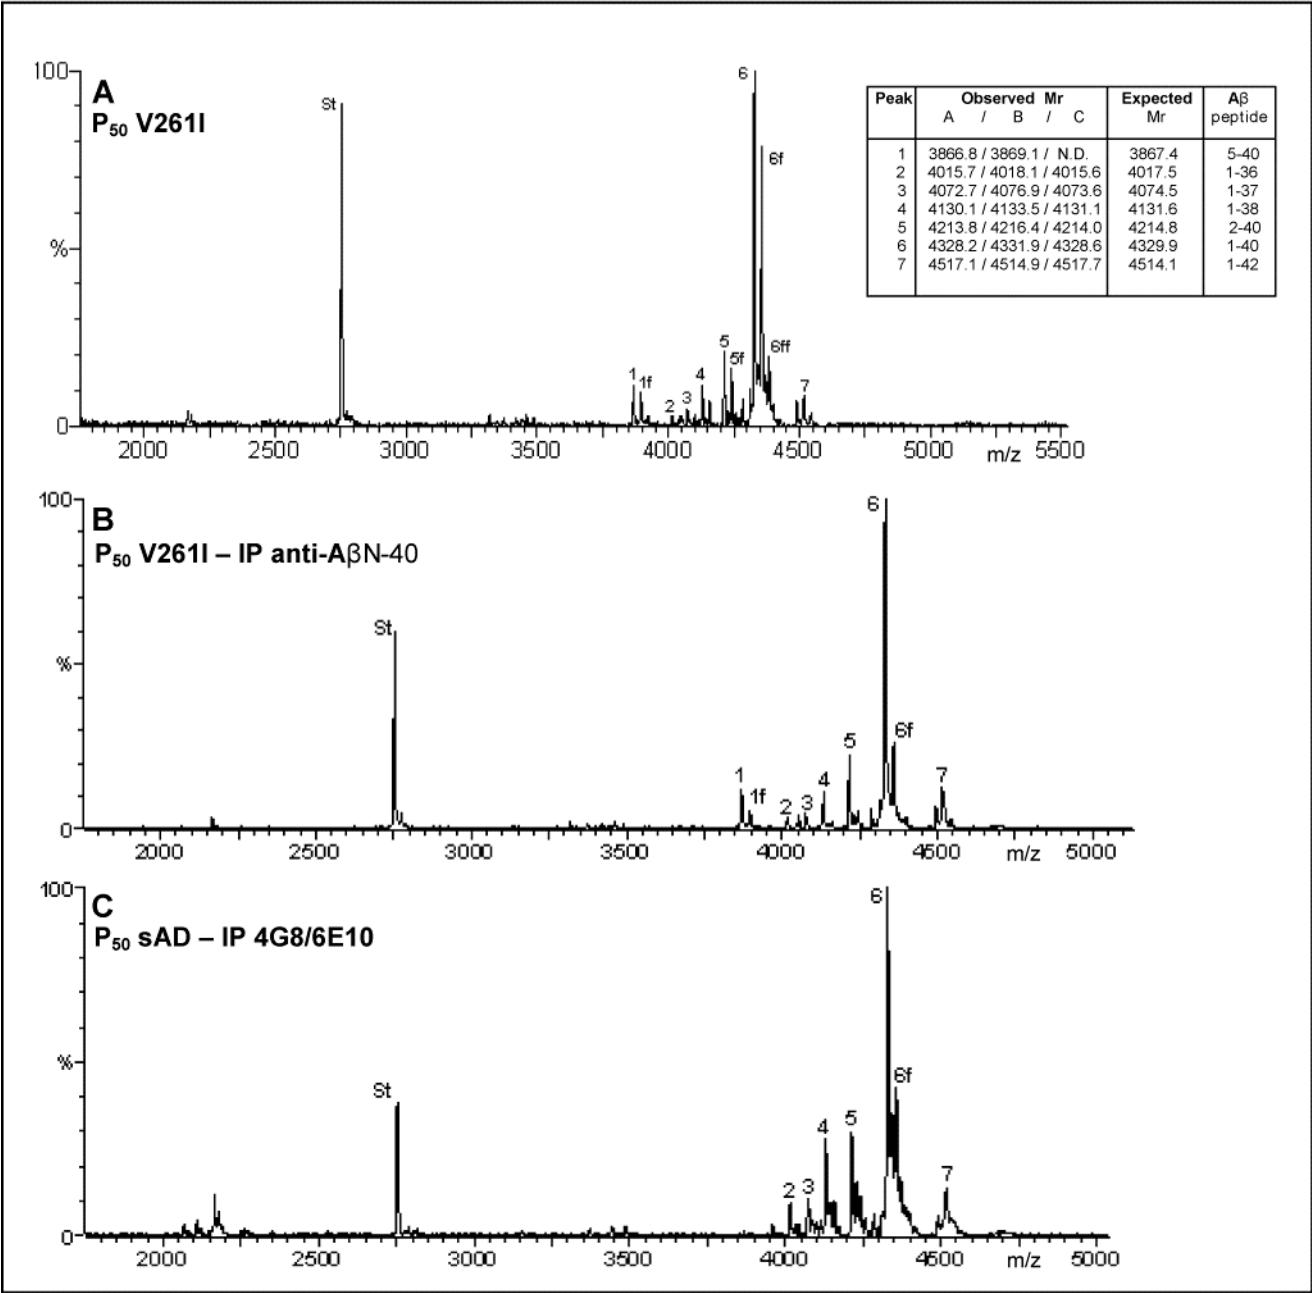 A
P50 V261I
100
%
0
St
1
1f
2
3
4
5
5f
6
6f
6ff
7
2000 2500 3000 3500 4000 4500 5000 m/z 5500
Peak Observed Mr Expected Aβ
A / B / C Mr peptide
1 3866.8 / 3869.1 / N.D. 3867.4 5-40
2 4015.7 / 4018.1 / 4015.6 4017.5 1-36
3 4072.7 / 4076.9 / 4073.6 4074.5 1-37
4 4130.1 / 4133.5 / 4131.1 4131.6 1-38
5 4213.8 / 4216.4 / 4214.0 4214.8 2-40
6 4328.2 / 4331.9 / 4328.6 4329.9 1-40
7 4517.1 / 4514.9 / 4517.7 4514.1 1-42
B
P50 V261I – IP anti-AβN-40
100
%
0
St
1
1f
2
3
4
5
6
6f
7
2000 2500 3000 3500 4000 4500 m/z 5000
C
P50 sAD – IP 4G8/6E10
100
%
0
St
2
3
4
5
6
6f
7
2000 2500 3000 3500 4000 4500 m/z 5000